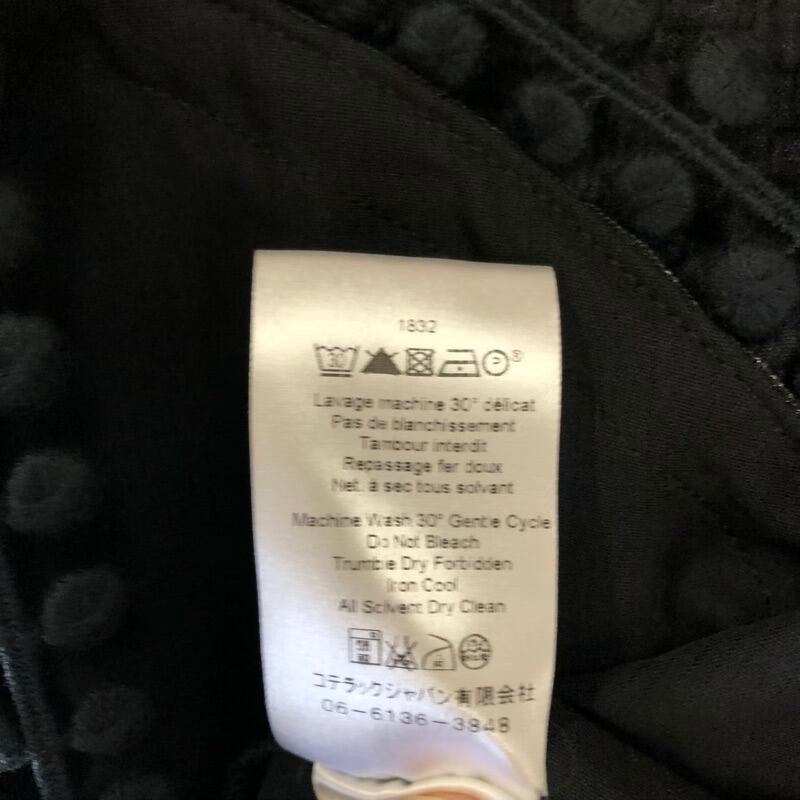 1832
30
Lavage machine 30° délicat
Pas de blanchissement
Tambour interdit
Repassage fer doux
Net. à sec tous solvant
Machine Wash 30° Gentle Cycle
Do Not Bleach
Trumble Dry Forbidden
Iron Cool
All Solvent Dry Clean
コテラックジャパン有限会社
06-6136-3848